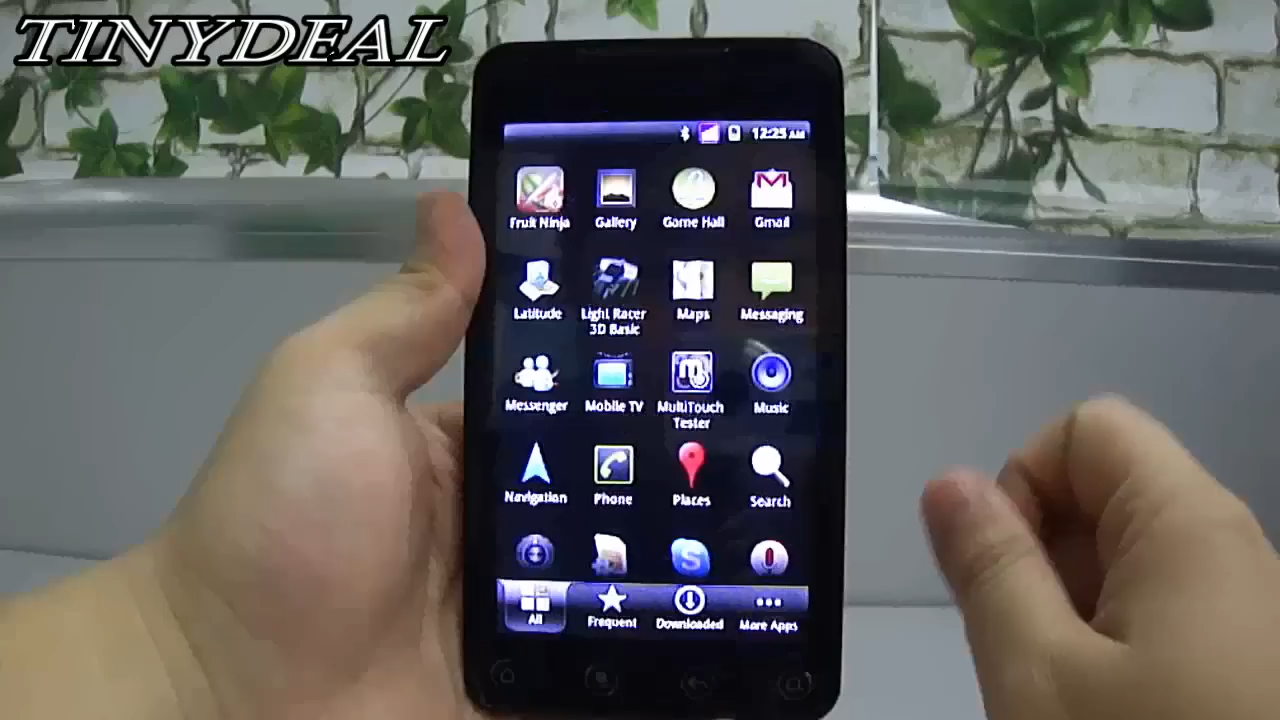 TINYDEAL
12:25 AM
Fruit Ninja
Gallery
Game Hall
Gmail
Latitude
Light Racer
3D Basic
Maps
Messaging
Messenger
Mobile TV
MultiTouch
Tester
Music
Navigation
Phone
Places
Search
All
Frequent
Downloaded
More Apps